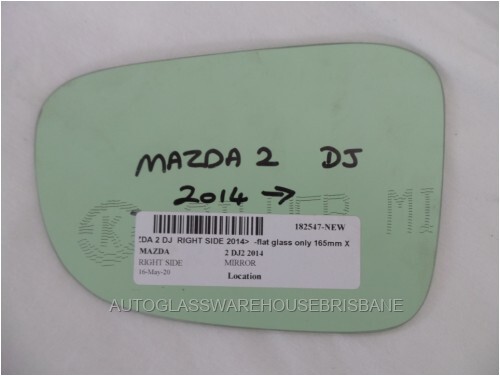 MAZDA 2 DJ
2014 →
K
MI
182547-NEW
ZDA 2 DJ RIGHT SIDE 2014> -flat glass only 165mm X
MAZDA 2 DJ2 2014
RIGHT SIDE MIRROR
16-May-20
Location
AUTOGLASSWAREHOUSEBRISBANE